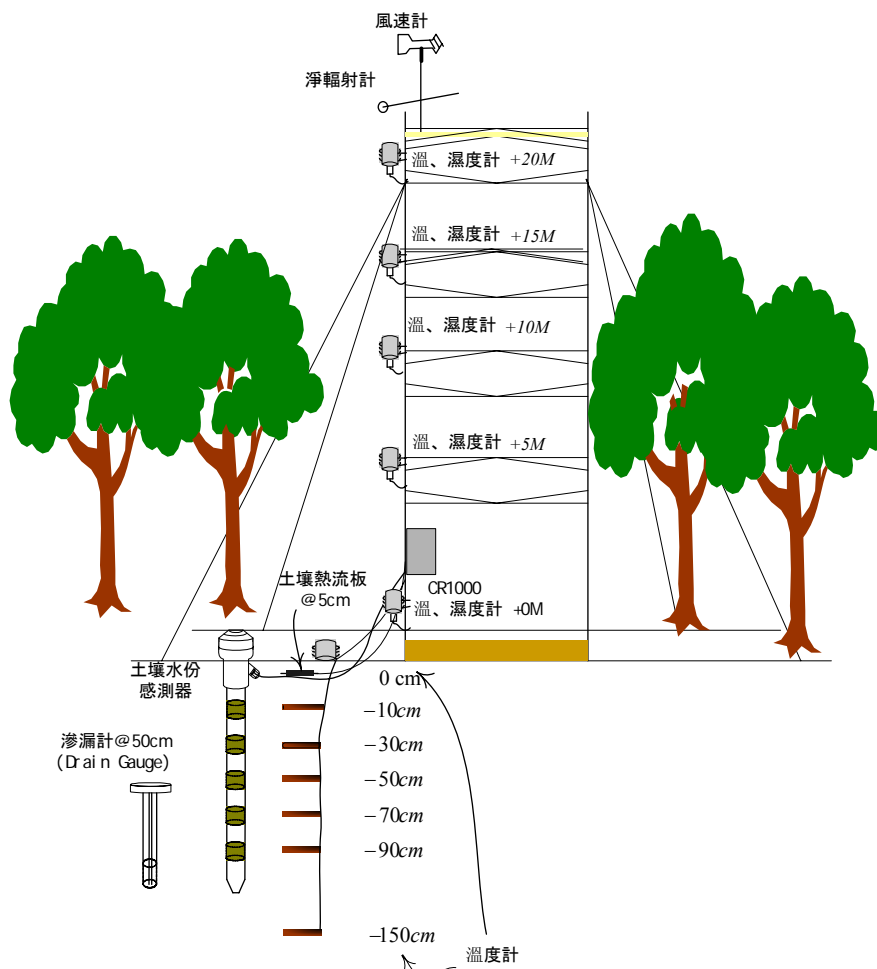 風速計
淨輻射計
溫、濕度計 +20M
溫、濕度計 +15M
溫、濕度計 +10M
溫、濕度計 +5M
土壤熱流板
@5cm
CR1000
溫、濕度計 +0M
土壤水份
感測器
0 cm
−10cm
−30cm
−50cm
−70cm
−90cm
−150cm
滲漏計@50cm
(Drain Gauge)
溫度計